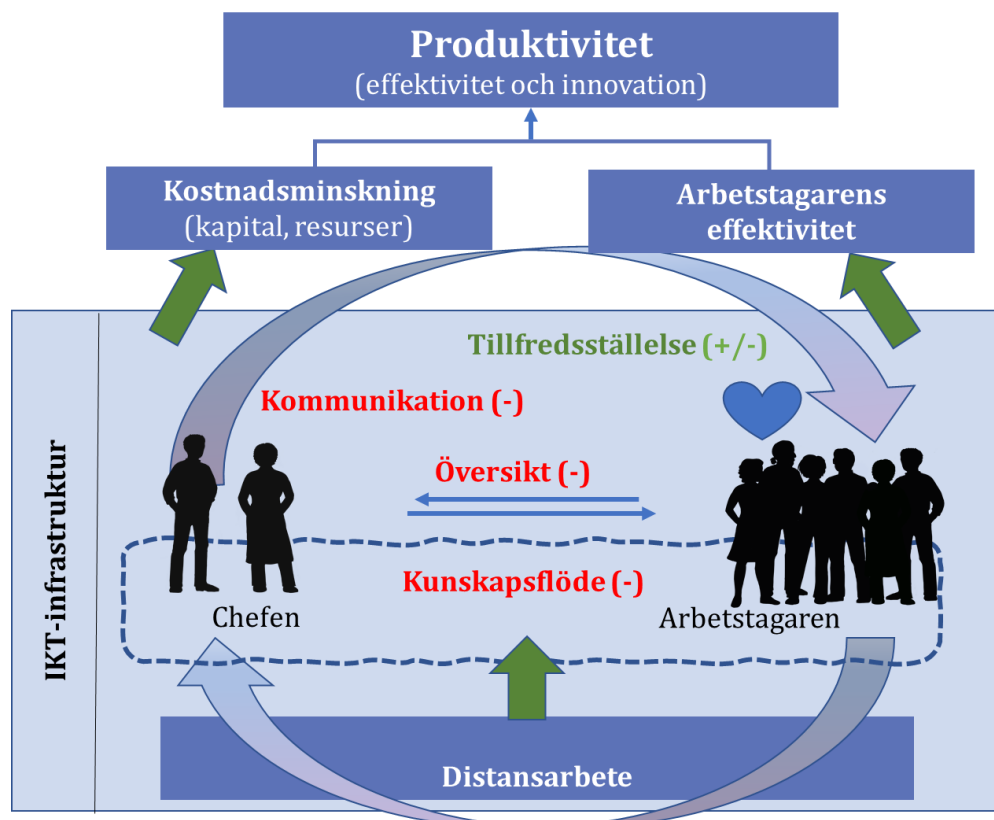 Produktivitet
(effektivitet och innovation)
Kostnadsminskning
(kapital, resurser)
Arbetstagarens
effektivitet
Tillfredsställelse (+/-)
Kommunikation (-)
Översikt (-)
Kunskapsflöde (-)
Chefen
Arbetstagaren
IKT-infrastruktur
Distansarbete